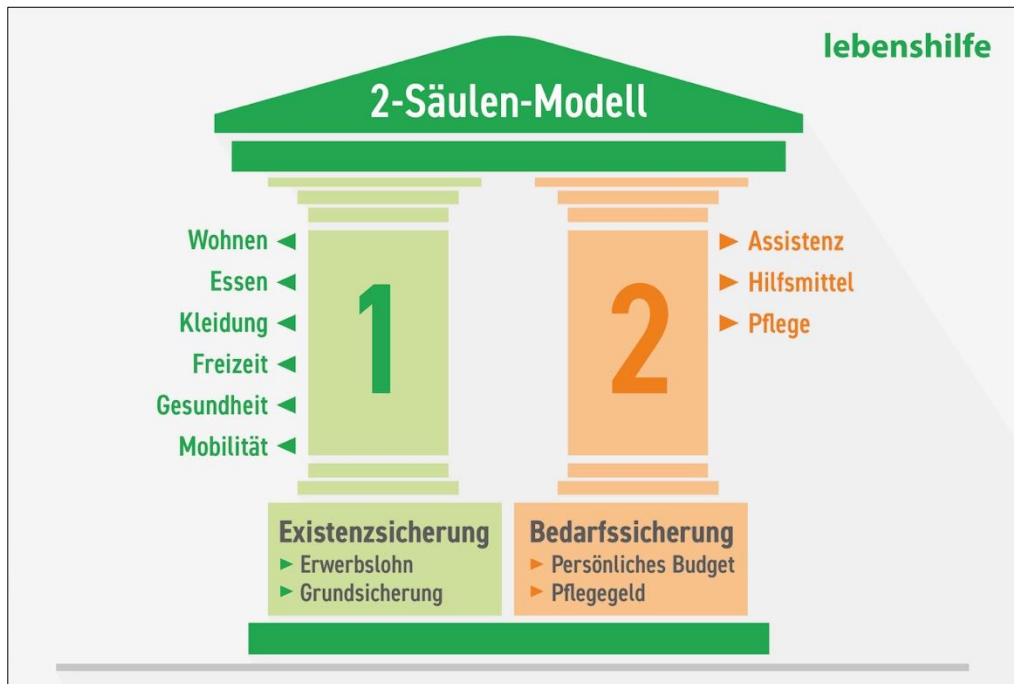 lebenshilfe
2-Säulen-Modell
Wohnen
Essen
Kleidung
Freizeit
Gesundheit
Mobilität
1
2
Assistenz
Hilfsmittel
Pflege
Existenzsicherung
Erwerbslohn
Grundsicherung
Bedarfssicherung
Persönliches Budget
Pflegegeld